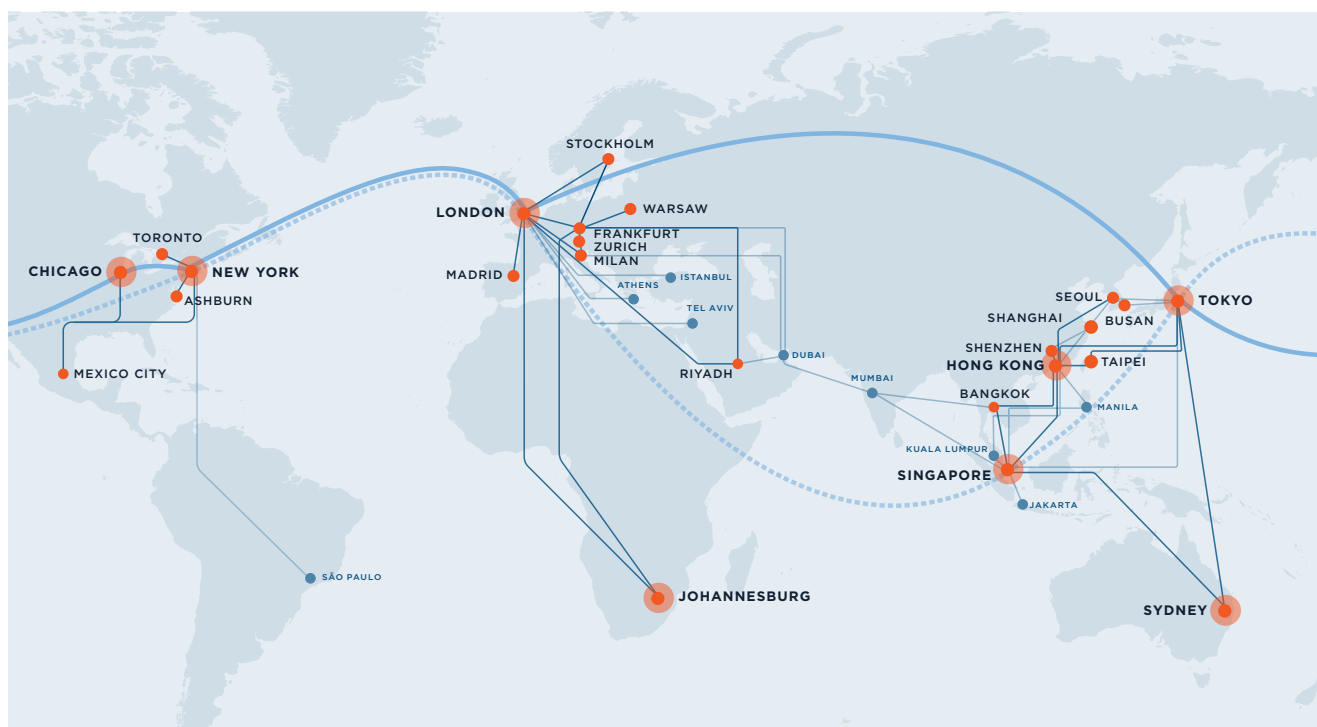 STOCKHOLM
LONDON
WARSAW
FRANKFURT
ZURICH
MILAN
TORONTO
CHICAGO
NEW YORK
MADRID
ISTANBUL
ATHENS
ASHBURN
TEL AVIV
SEOUL
TOKYO
SHANGHAI
BUSAN
SHENZHEN
DUBAI
HONG KONG
TAIPEI
MEXICO CITY
RIYADH
MUMBAI
BANGKOK
MANILA
KUALA LUMPUR
SINGAPORE
JAKARTA
SÃO PAULO
JOHANNESBURG
SYDNEY